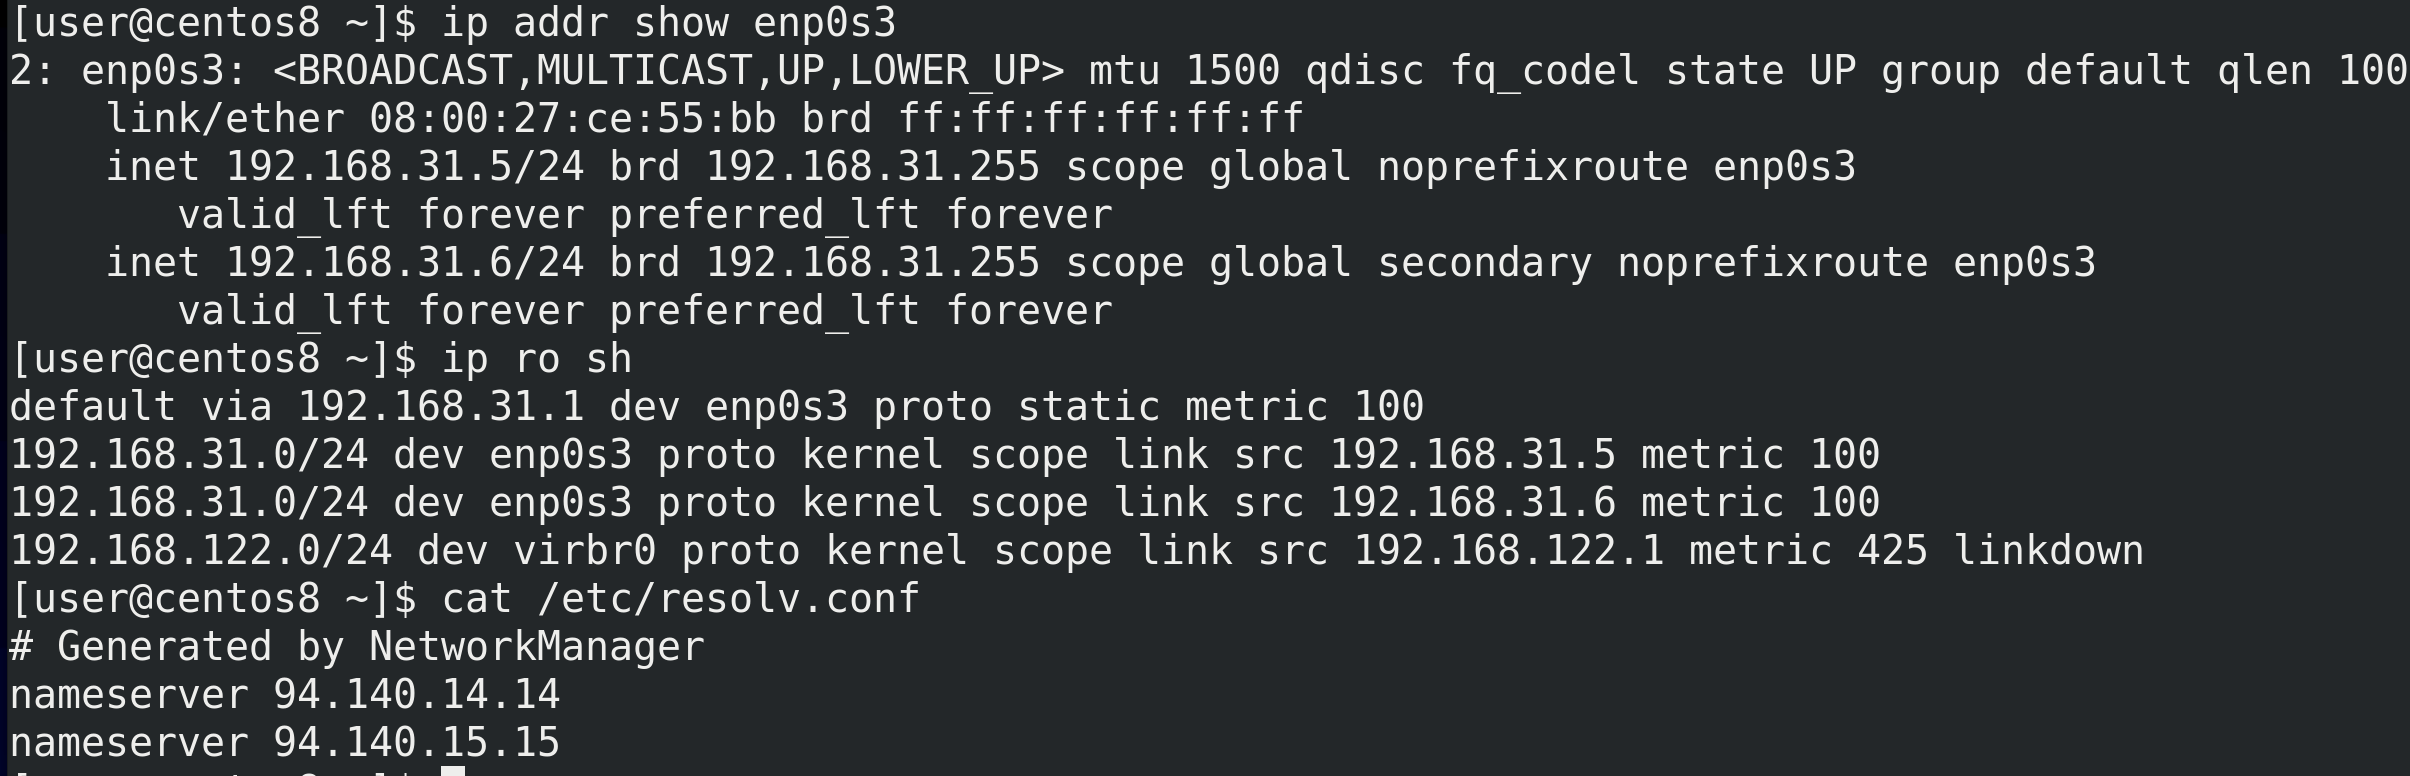 [user@centos8 ~]$ ip addr show enp0s3
2: enp0s3: <BROADCAST,MULTICAST,UP,LOWER_UP> mtu 1500 qdisc fq_codel state UP group default qlen 100
    link/ether 08:00:27:ce:55:bb brd ff:ff:ff:ff:ff:ff
    inet 192.168.31.5/24 brd 192.168.31.255 scope global noprefixroute enp0s3
       valid_lft forever preferred_lft forever
    inet 192.168.31.6/24 brd 192.168.31.255 scope global secondary noprefixroute enp0s3
       valid_lft forever preferred_lft forever
[user@centos8 ~]$ ip ro sh
default via 192.168.31.1 dev enp0s3 proto static metric 100
192.168.31.0/24 dev enp0s3 proto kernel scope link src 192.168.31.5 metric 100
192.168.31.0/24 dev enp0s3 proto kernel scope link src 192.168.31.6 metric 100
192.168.122.0/24 dev virbr0 proto kernel scope link src 192.168.122.1 metric 425 linkdown
[user@centos8 ~]$ cat /etc/resolv.conf
# Generated by NetworkManager
nameserver 94.140.14.14
nameserver 94.140.15.15